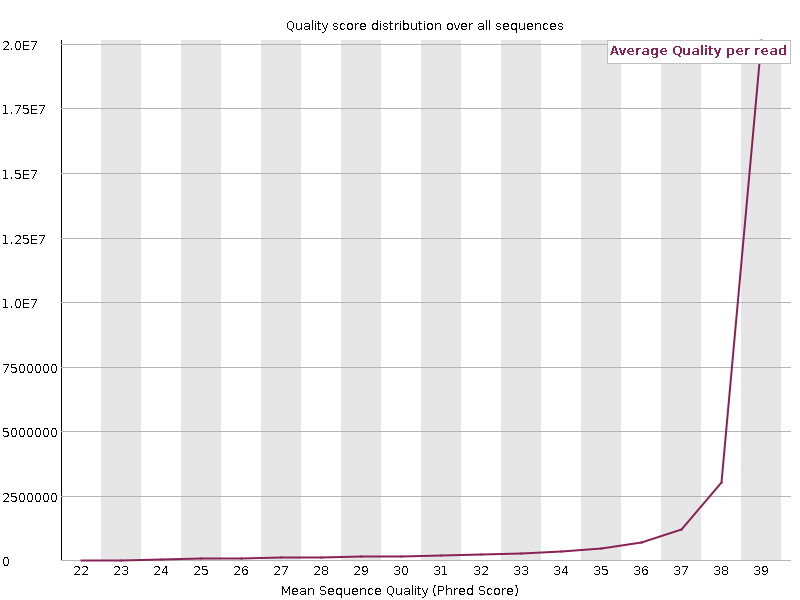 Quality score distribution over all sequences
Average Quality per read
2.0E7
1.75E7
1.5E7
1.25E7
1.0E7
7500000
5000000
2500000
0
22 23 24 25 26 27 28 29 30 31 32 33 34 35 36 37 38 39
Mean Sequence Quality (Phred Score)